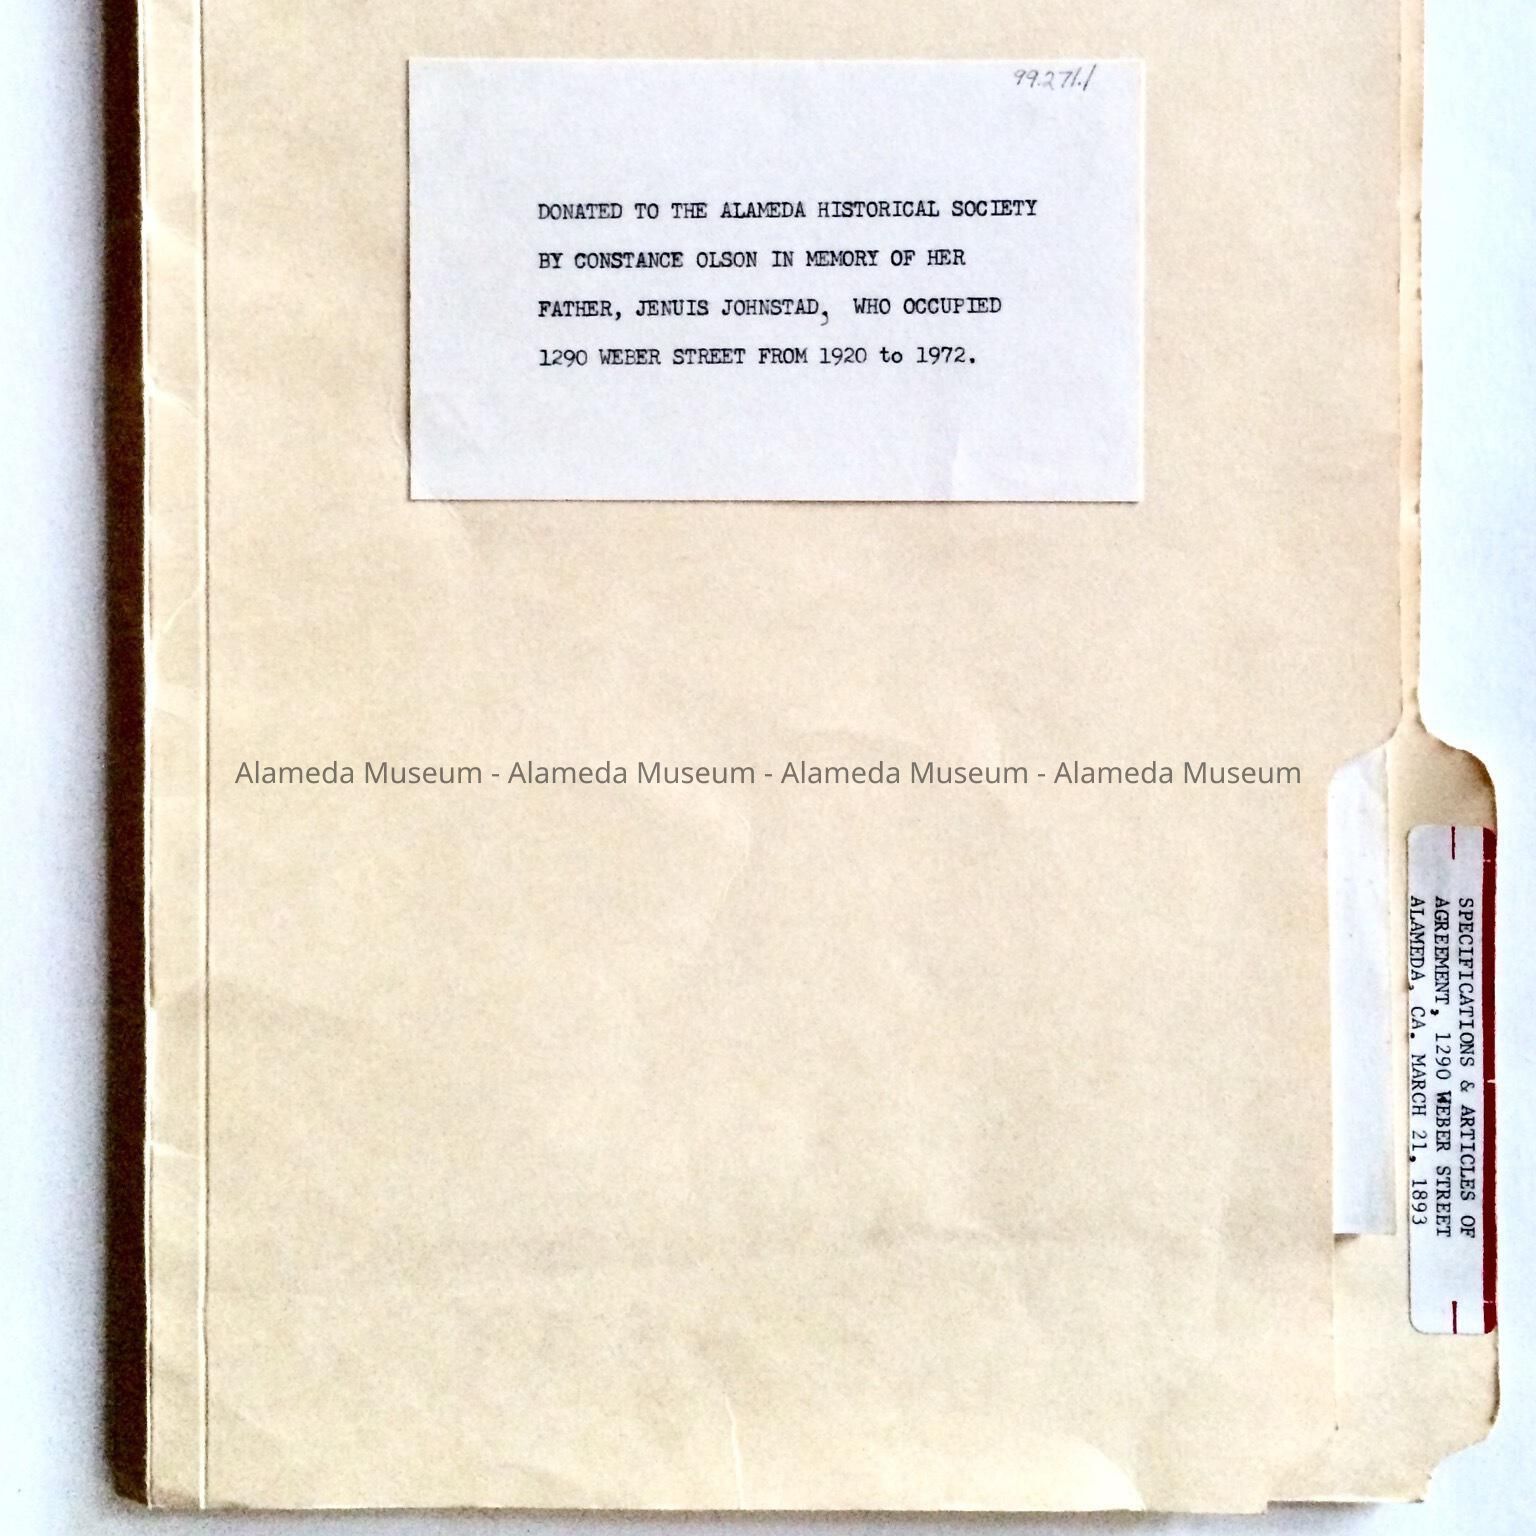 99.271.1
DONATED TO THE ALAMEDA HISTORICAL SOCIETY
BY CONSTANCE OLSON IN MEMORY OF HER
FATHER, JENUIS JOHNSTAD, WHO OCCUPIED
1290 WEBER STREET FROM 1920 to 1972.
Alameda Museum - Alameda Museum - Alameda Museum - Alameda Museum
SPECIFICATIONS & ARTICLES OF
AGREEMENT, 1290 WEBER STREET
ALAMEDA, CA. MARCH 21, 1893